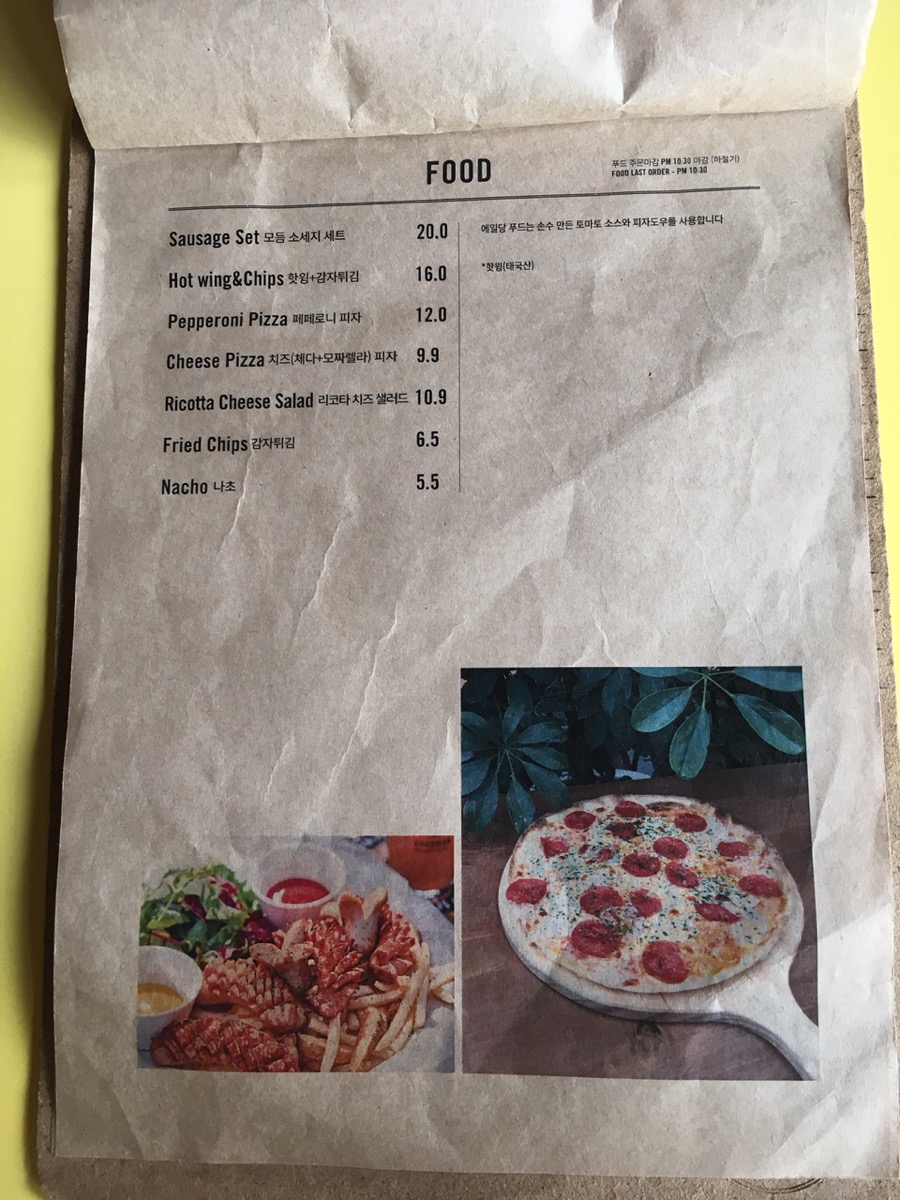 FOOD
푸드 주문마감 PM 10:30 마감 (하절기)
FOOD LAST ORDER - PM 10:30
Sausage Set 모듬 소세지 세트 20.0
Hot wing&Chips 핫윙+감자튀김 16.0
Pepperoni Pizza 페페로니 피자 12.0
Cheese Pizza 치즈(체다+모짜렐라) 피자 9.9
Ricotta Cheese Salad 리코타 치즈 샐러드 10.9
Fried Chips 감자튀김 6.5
Nacho 나초 5.5
에일당 푸드는 손수 만든 토마토 소스와 피자도우를 사용합니다
*핫윙(태국산)